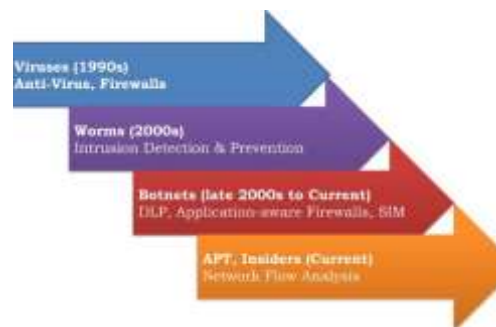 Viruses (1990s)
Anti-Virus, Firewalls
Worms (2000s)
Intrusion Detection & Prevention
Botnets (late 2000s to Current)
DLP, Application-aware Firewalls, SIM
APT, Insiders (Current)
Network Flow Analysis